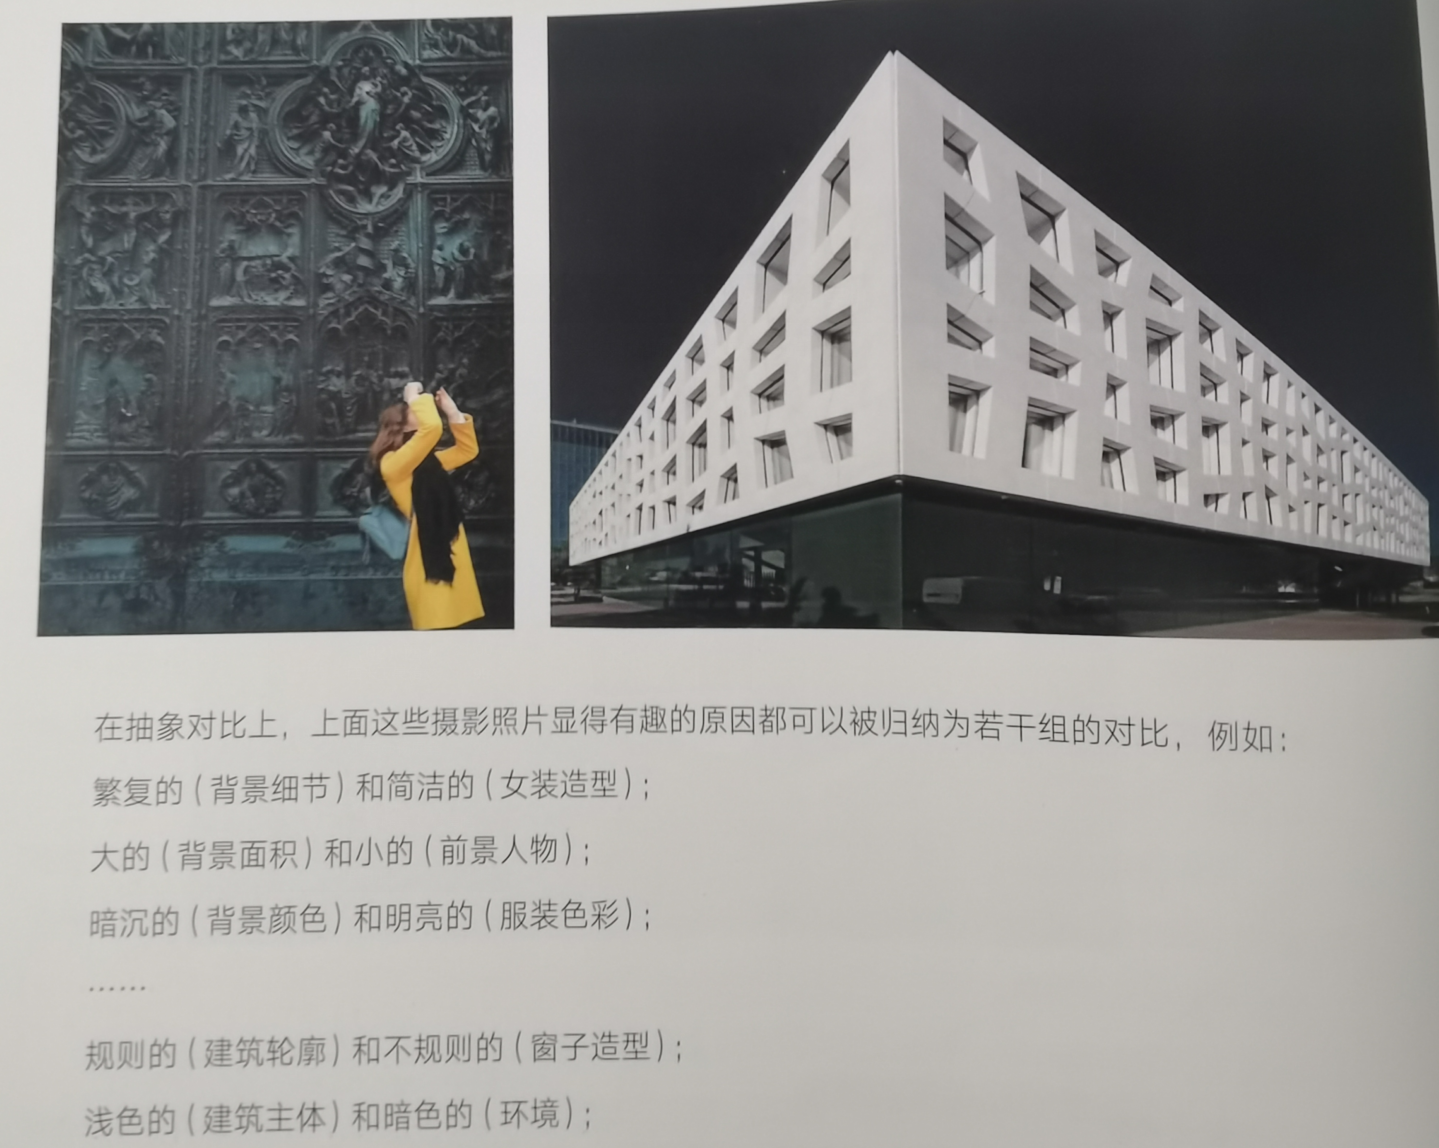 在抽象对比上，上面这些摄影照片显得有趣的原因都可以被归纳为若干组的对比，例如：
繁复的（背景细节）和简洁的（女装造型）；
大的（背景面积）和小的（前景人物）；
暗沉的（背景颜色）和明亮的（服装色彩）；
……
规则的（建筑轮廓）和不规则的（窗子造型）；
浅色的（建筑主体）和暗色的（环境）；